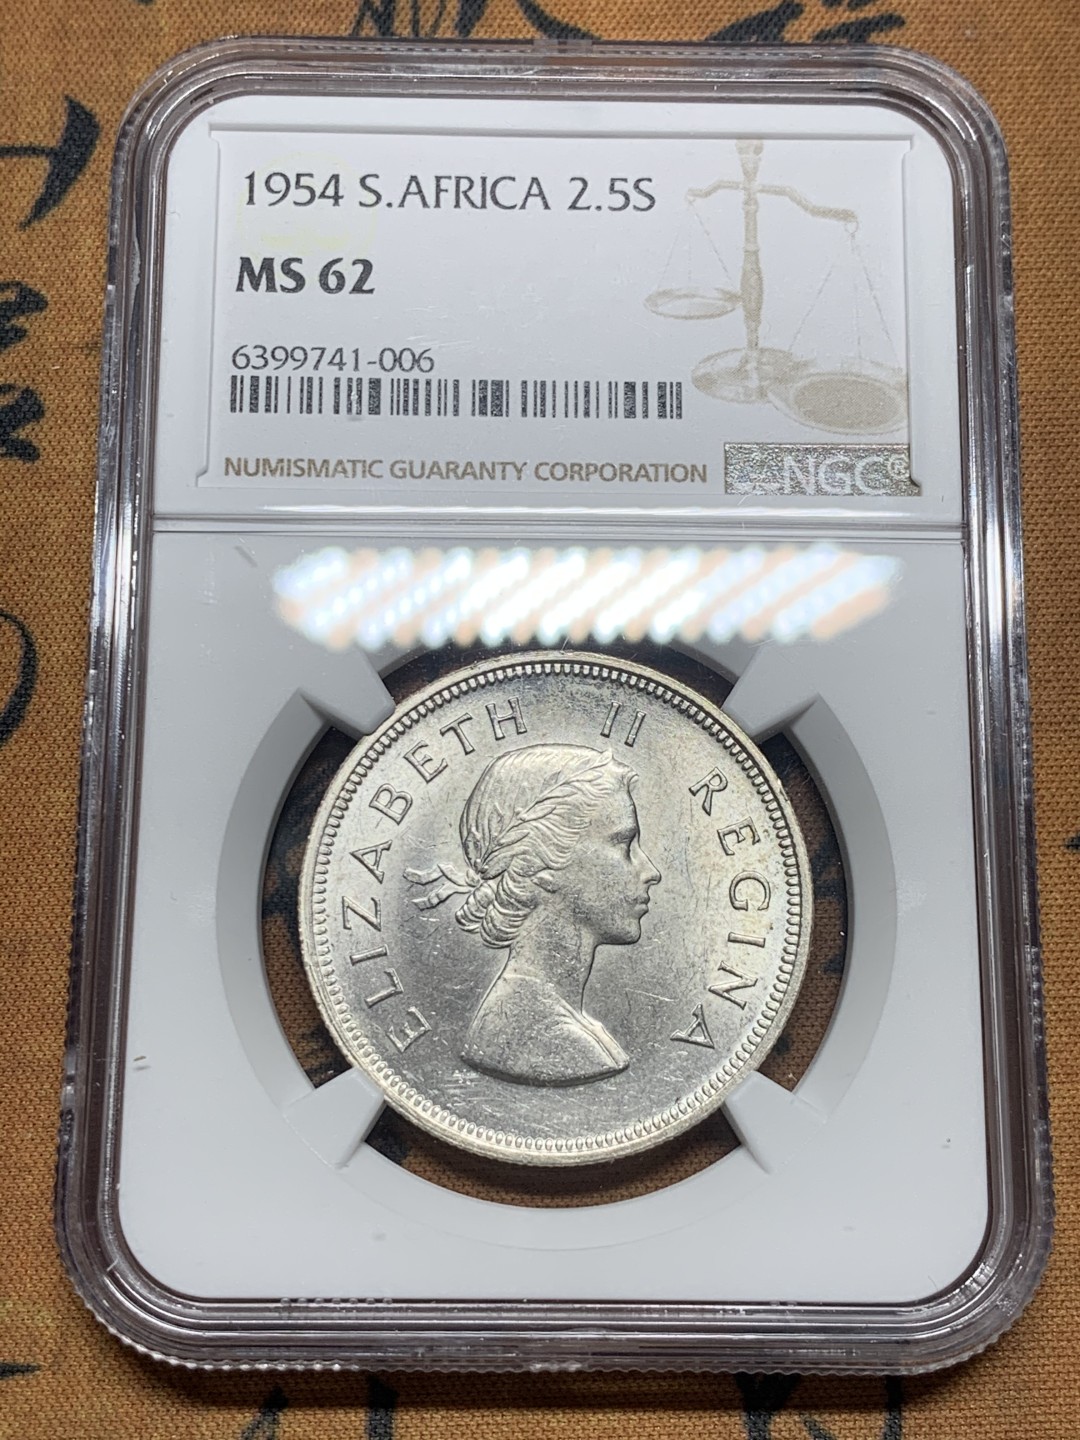 1954 S.AFRICA 2.5S
MS 62
6399741-006
NUMISMATIC GUARANTY CORPORATION
NGC®
ELIZABETH II REGINA